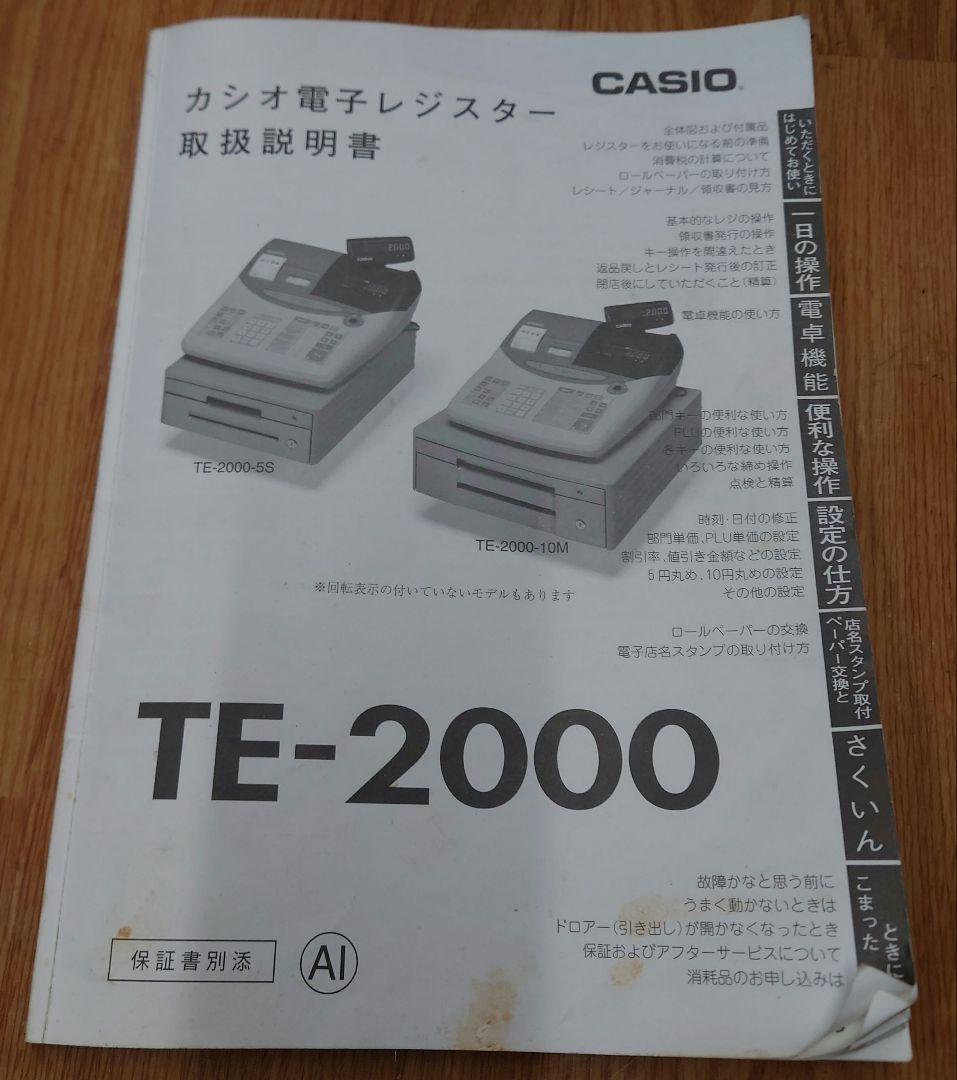 CASIO
カシオ電子レジスター
取扱説明書
全体図および付属品
レジスターをお使いになる前の準備
消費税の計算について
ロールペーパーの取り付け方
レシート／ジャーナル／領収書の見方
はじめてお使い
いただくときに
基本的なレジの操作
領収書発行の操作
キー操作を間違えたとき
返品戻しとレシート発行後の訂正
閉店後にしていただくこと(精算)
一日の操作
電卓機能の使い方
電卓機能
部門キーの便利な使い方
PLUの便利な使い方
各キーの便利な使い方
いろいろな締め操作
点検と精算
便利な操作
時刻・日付の修正
部門単価、PLU単価の設定
割引率、値引き金額などの設定
5円丸め、10円丸めの設定
その他の設定
設定の仕方
2000
CASIO
TE-2000-5S
2000
CASIO
TE-2000-10M
※回転表示の付いていないモデルもあります
ロールペーパーの交換
電子店名スタンプの取り付け方
ペーパー交換と
店名スタンプ取付
TE-2000
さくいん
故障かなと思う前に
うまく動かないときは
ドロアー(引き出し)が開かなくなったとき
保証およびアフターサービスについて
消耗品のお申し込みは
こまった
ときに
保証書別添
AI